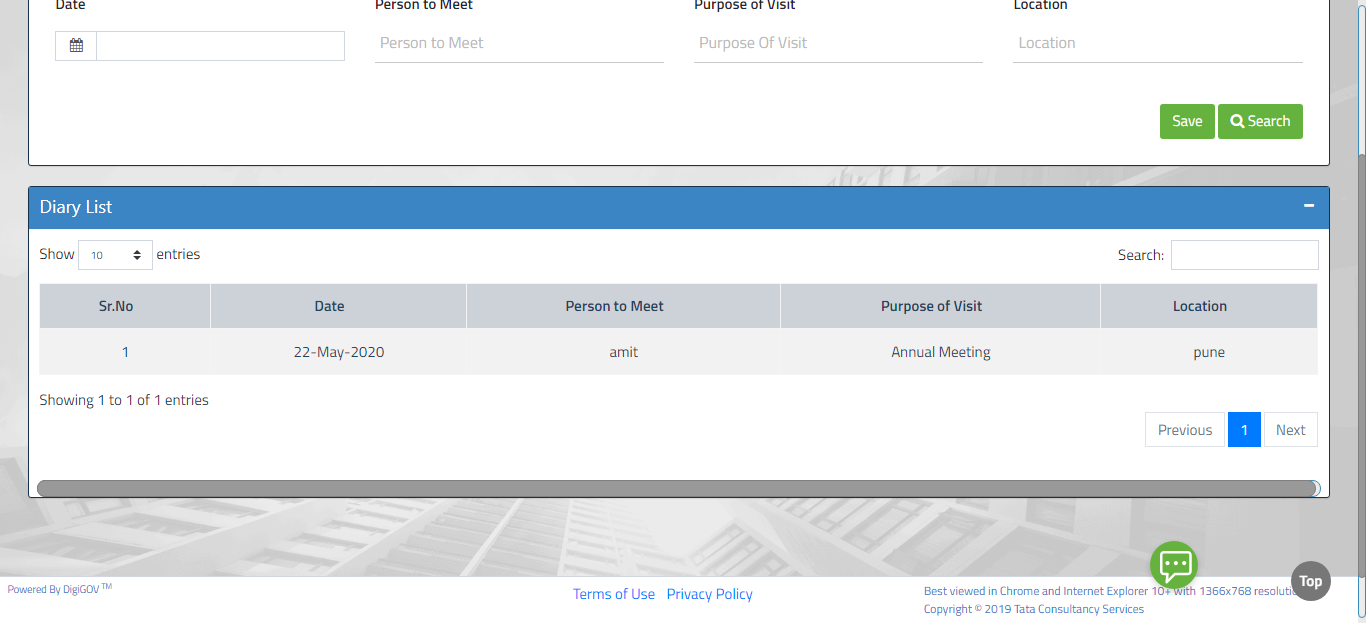 Date Person to Meet Purpose of Visit Location
Person to Meet Purpose Of Visit Location
Save Search
Diary List
Show 10 entries Search:
Sr.No Date Person to Meet Purpose of Visit Location
1 22-May-2020 amit Annual Meeting pune
Showing 1 to 1 of 1 entries
Previous 1 Next
Top
Powered By DigiGOV TM
Terms of Use Privacy Policy
Best viewed in Chrome and Internet Explorer 10+ with 1366x768
Copyright © 2019 Tata Consultancy Services